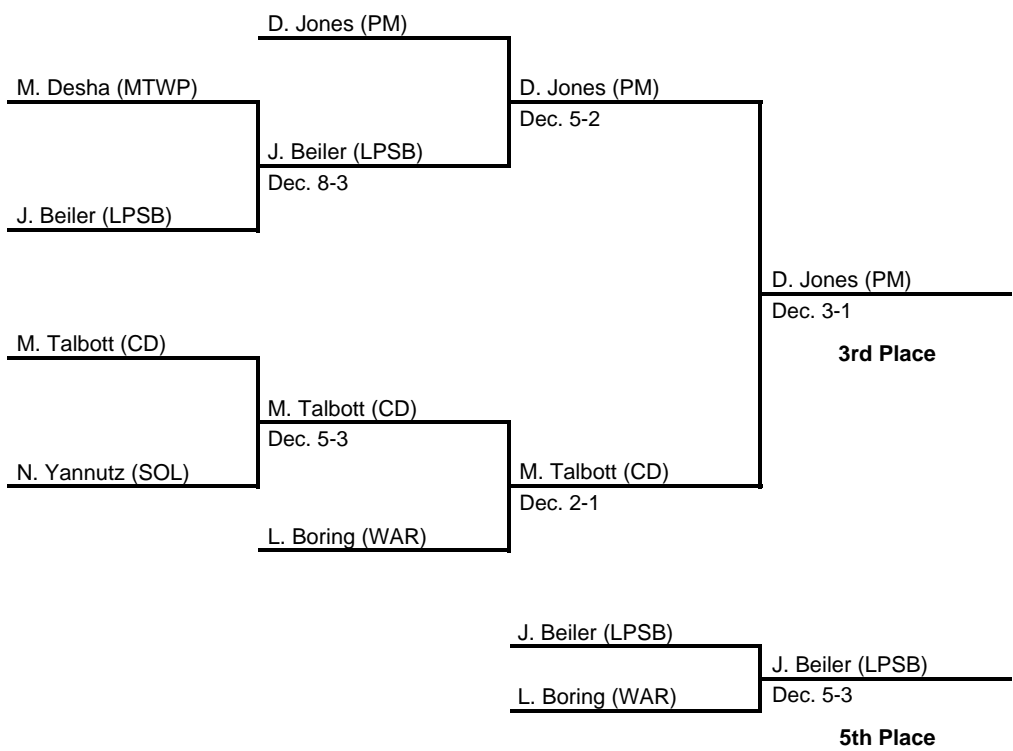 D. Jones (PM)
M. Desha (MTWP)
D. Jones (PM)
Dec. 5-2
J. Beiler (LPSB)
Dec. 8-3
J. Beiler (LPSB)
D. Jones (PM)
Dec. 3-1
3rd Place
M. Talbott (CD)
M. Talbott (CD)
Dec. 5-3
N. Yannutz (SOL)
M. Talbott (CD)
Dec. 2-1
L. Boring (WAR)
J. Beiler (LPSB)
J. Beiler (LPSB)
Dec. 5-3
L. Boring (WAR)
5th Place